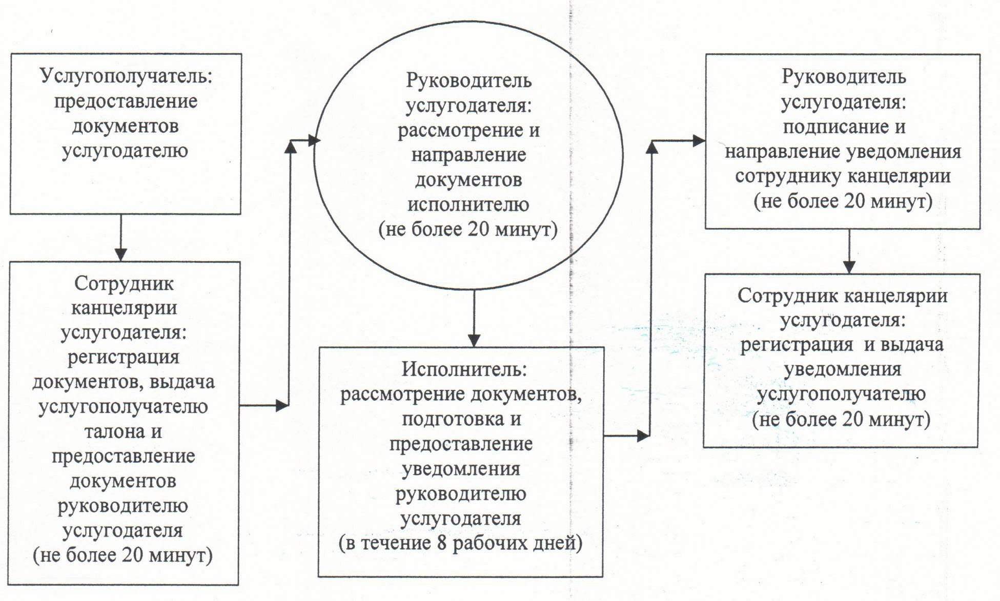 Услугополучатель:
предоставление
документов
услугодателю
Сотрудник
канцелярии
услугодателя:
регистрация
документов, выдача
услугополучателю
талона и
предоставление
документов
руководителю
услугодателя
(не более 20 минут)
Руководитель
услугодателя:
рассмотрение и
направление
документов
исполнителю
(не более 20 минут)
Исполнитель:
рассмотрение документов,
подготовка и
предоставление
уведомления
руководителю
услугодателя
(в течение 8 рабочих дней)
Руководитель
услугодателя:
подписание и
направление уведомления
сотруднику канцелярии
(не более 20 минут)
Сотрудник канцелярии
услугодателя:
регистрация и выдача
уведомления
услугополучателю
(не более 20 минут)